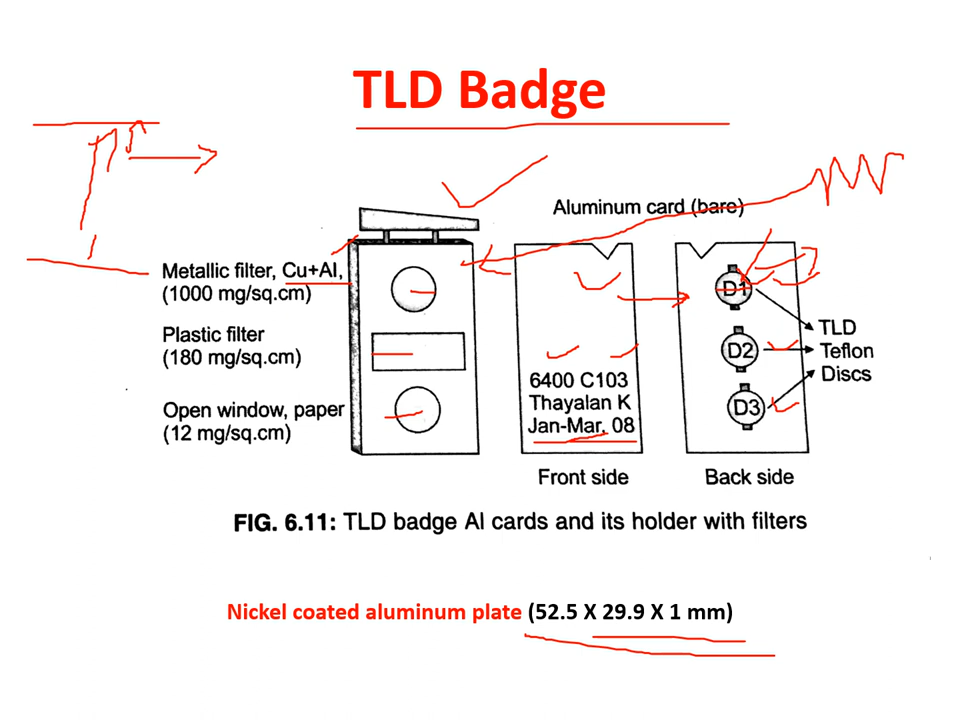 TLD Badge
Aluminum card (bare)
Metallic filter, Cu+Al,
(1000 mg/sq.cm)
Plastic filter
(180 mg/sq.cm)
Open window, paper
(12 mg/sq.cm)
6400 C103
Thayalan K
Jan-Mar, 08
D1
D2
D3
TLD
Teflon
Discs
Front side
Back side
FIG. 6.11: TLD badge Al cards and its holder with filters
Nickel coated aluminum plate (52.5 X 29.9 X 1 mm)